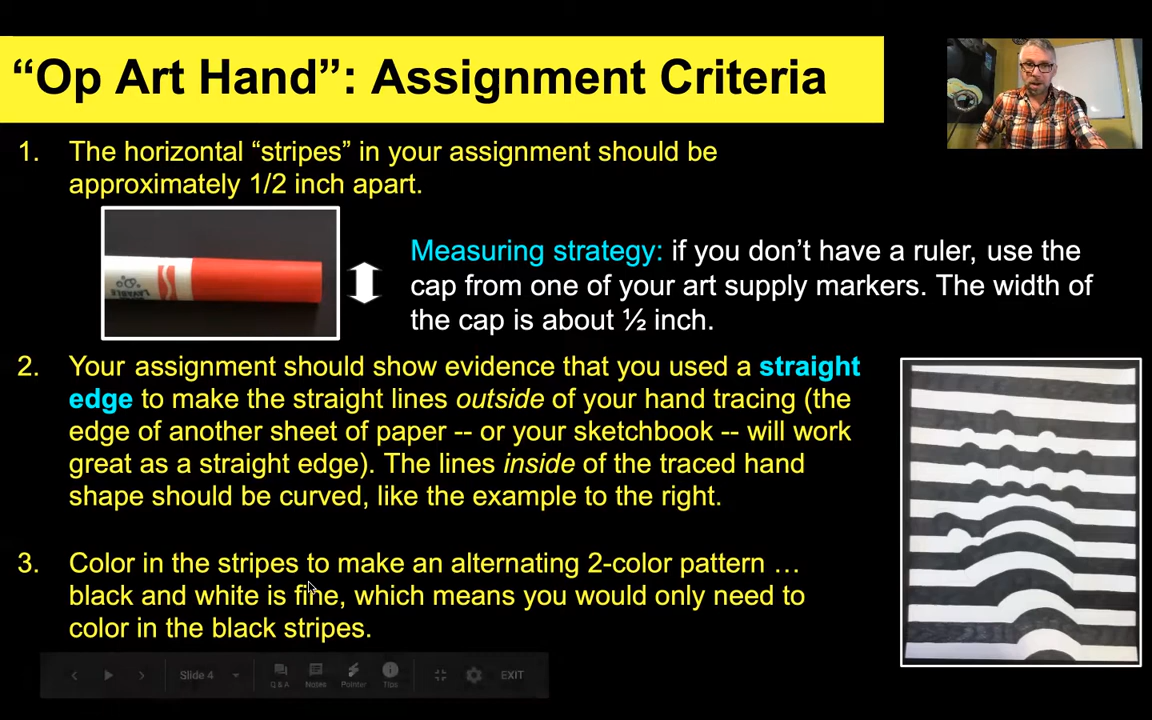 “Op Art Hand”: Assignment Criteria
1. The horizontal “stripes” in your assignment should be
approximately 1/2 inch apart.
Measuring strategy: if you don’t have a ruler, use the
cap from one of your art supply markers. The width of
the cap is about ½ inch.
2. Your assignment should show evidence that you used a straight
edge to make the straight lines outside of your hand tracing (the
edge of another sheet of paper -- or your sketchbook -- will work
great as a straight edge). The lines inside of the traced hand
shape should be curved, like the example to the right.
3. Color in the stripes to make an alternating 2-color pattern …
black and white is fine, which means you would only need to
color in the black stripes.
Slide 4
Q & A
Notes
Pointer
Tips
EXIT